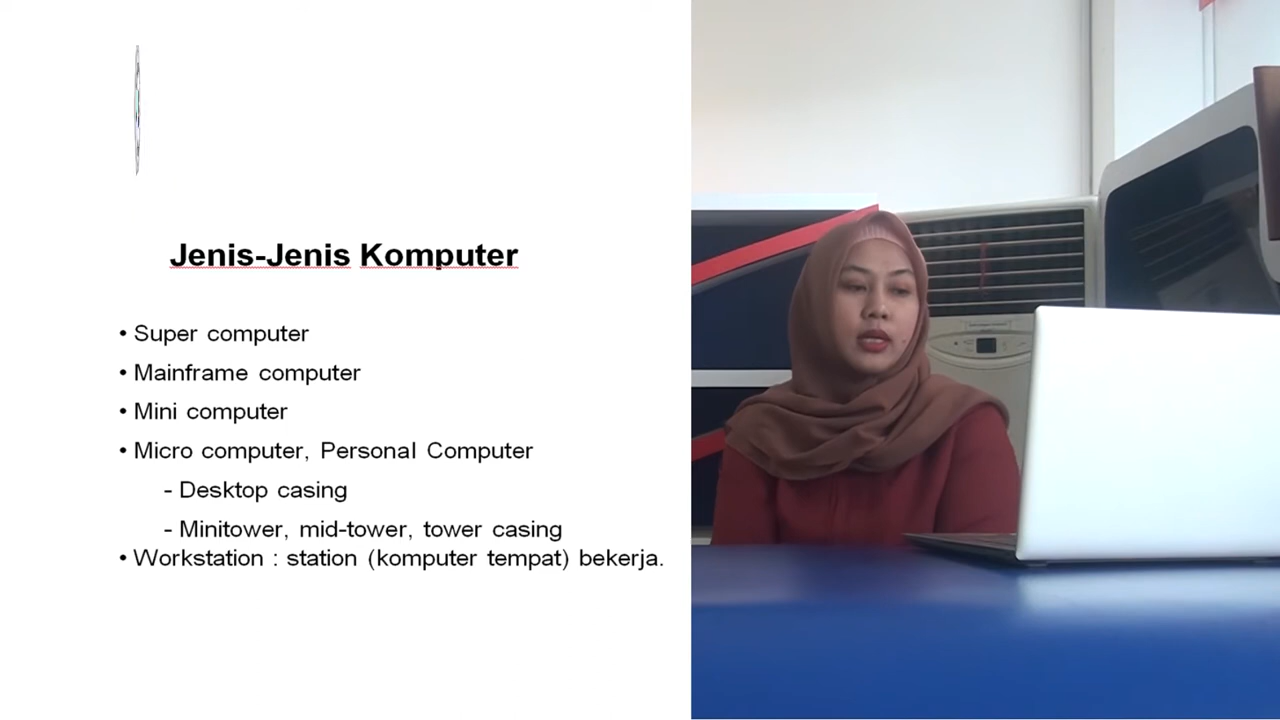 Jenis-Jenis Komputer
• Super computer
• Mainframe computer
• Mini computer
• Micro computer, Personal Computer
- Desktop casing
- Minitower, mid-tower, tower casing
• Workstation : station (komputer tempat) bekerja.